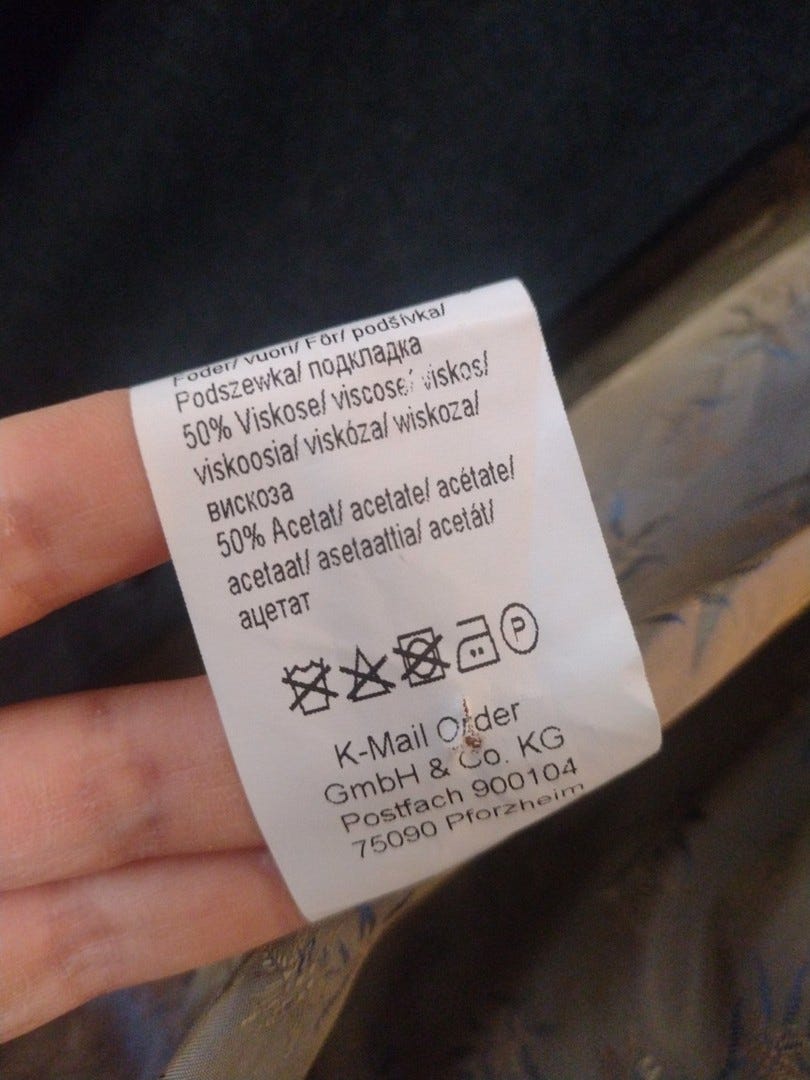 Foder/ vuori/ Főr/ podšívka/
Podszewka/ подкладка
50% Viskose/ viscose/ viskos/
viskoosia/ viskóza/ wiskoza/
вискоза
50% Acetat/ acetate/ acétate/
acetaat/ asetaattia/ acetát/
ацетат
P
K-Mail Order
GmbH & Co. KG
Postfach 900104
75090 Pforzheim